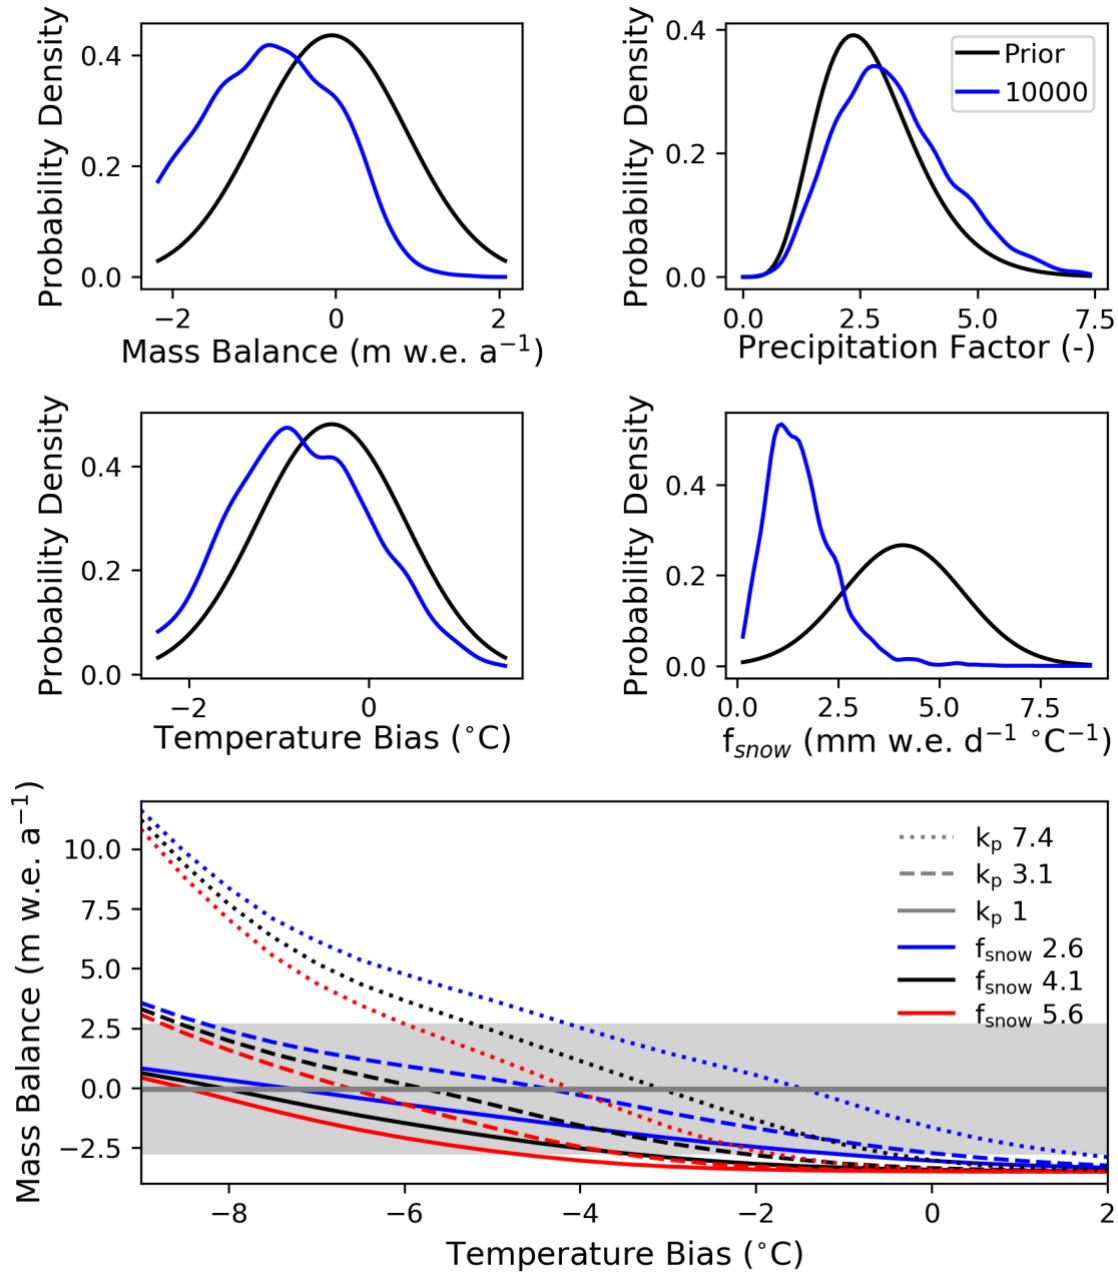 Probability Density
0.4
0.2
0.0
−2
0
2
Mass Balance (m w.e. a⁻¹)
Probability Density
0.4
0.2
0.0
0.0
2.5
5.0
7.5
Precipitation Factor (-)
Prior
10000
Probability Density
0.4
0.2
0.0
−2
0
Temperature Bias (°C)
Probability Density
0.4
0.2
0.0
0.0
2.5
5.0
7.5
fsnow (mm w.e. d⁻¹ °C⁻¹)
Mass Balance (m w.e. a⁻¹)
10.0
7.5
5.0
2.5
0.0
−2.5
kp 7.4
kp 3.1
kp 1
fsnow 2.6
fsnow 4.1
fsnow 5.6
−8
−6
−4
−2
0
2
Temperature Bias (°C)